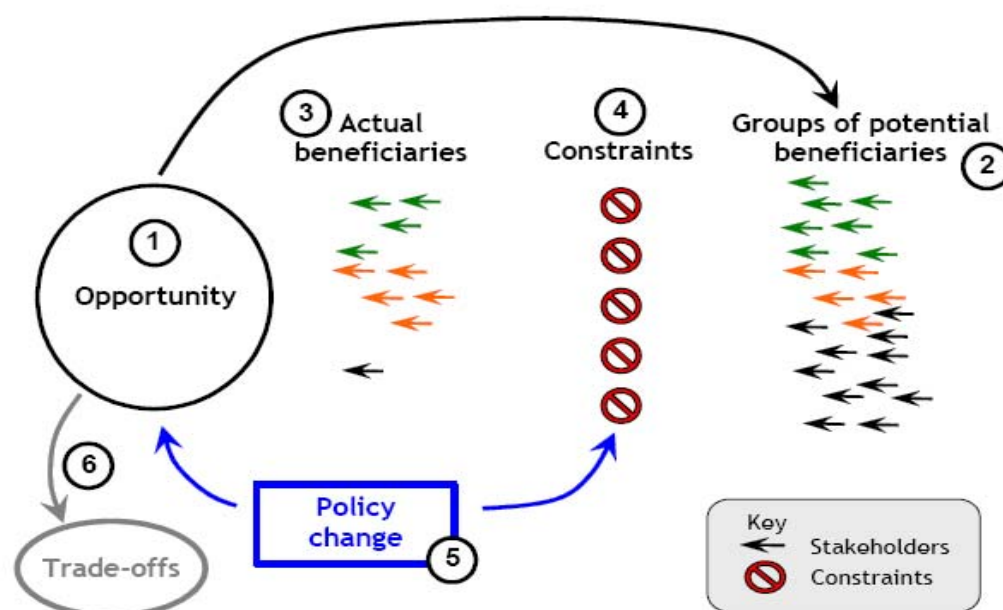 3
Actual
beneficiaries
4
Constraints
Groups of potential
beneficiaries
2
1
Opportunity
6
Trade-offs
Policy
change
5
Key
Stakeholders
Constraints